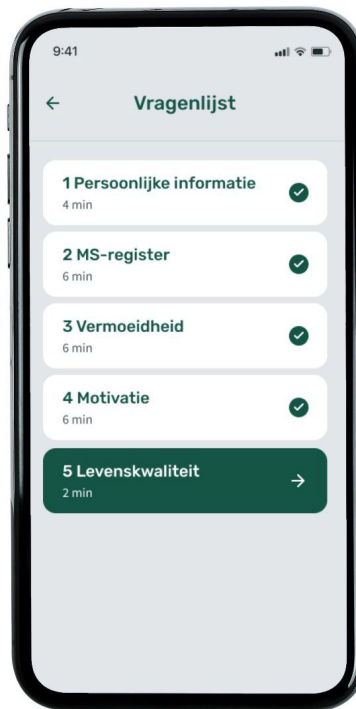 9:41
Vragenlijst
1 Persoonlijke informatie
4 min
2 MS-register
6 min
3 Vermoeidheid
6 min
4 Motivatie
6 min
5 Levenskwaliteit
2 min